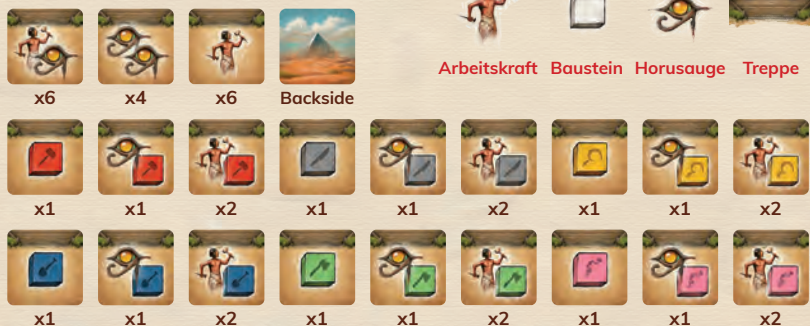 Arbeitskraft Baustein Horusauge Treppe
x6 x4 x6 Backside
x1 x1 x2 x1 x1 x2 x1 x1 x2
x1 x1 x2 x1 x1 x2 x1 x1 x2